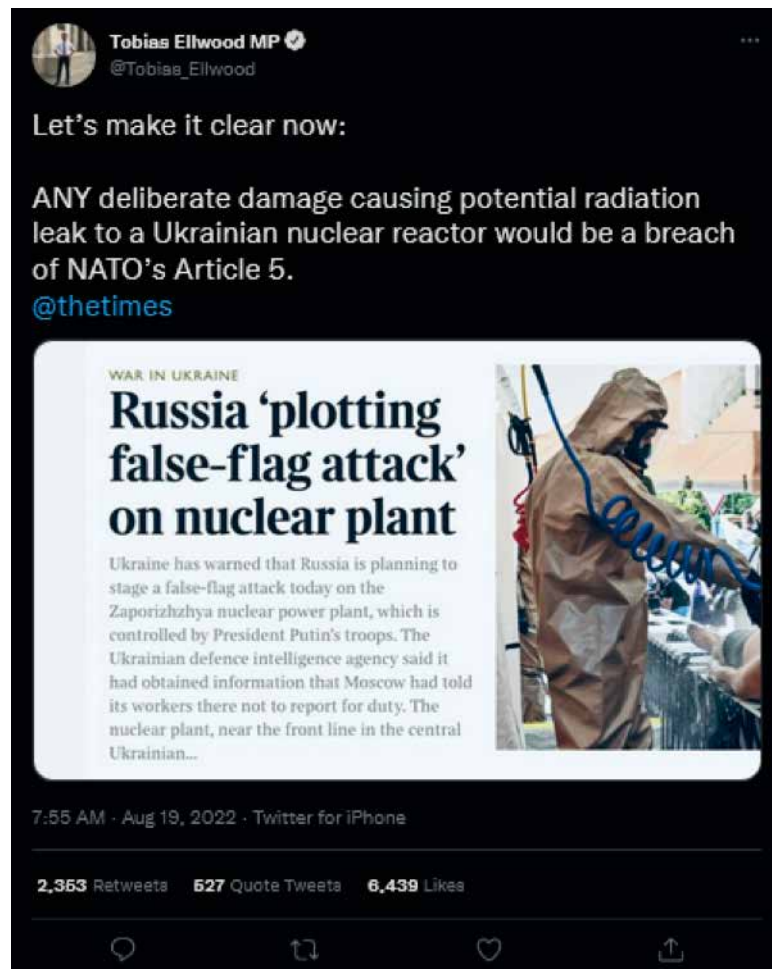 Tobias Ellwood MP
@Tobias_Ellwood
Let's make it clear now:
ANY deliberate damage causing potential radiation
leak to a Ukrainian nuclear reactor would be a breach
of NATO's Article 5.
@thetimes
WAR IN UKRAINE
Russia 'plotting
false-flag attack'
on nuclear plant
Ukraine has warned that Russia is planning to
stage a false-flag attack today on the
Zaporizhzhya nuclear power plant, which is
controlled by President Putin's troops. The
Ukrainian defence intelligence agency said it
had obtained information that Moscow had told
its workers there not to report for duty. The
nuclear plant, near the front line in the central
Ukrainian...
7:55 AM · Aug 19, 2022 · Twitter for iPhone
2,353 Retweets 527 Quote Tweets 6,439 Likes